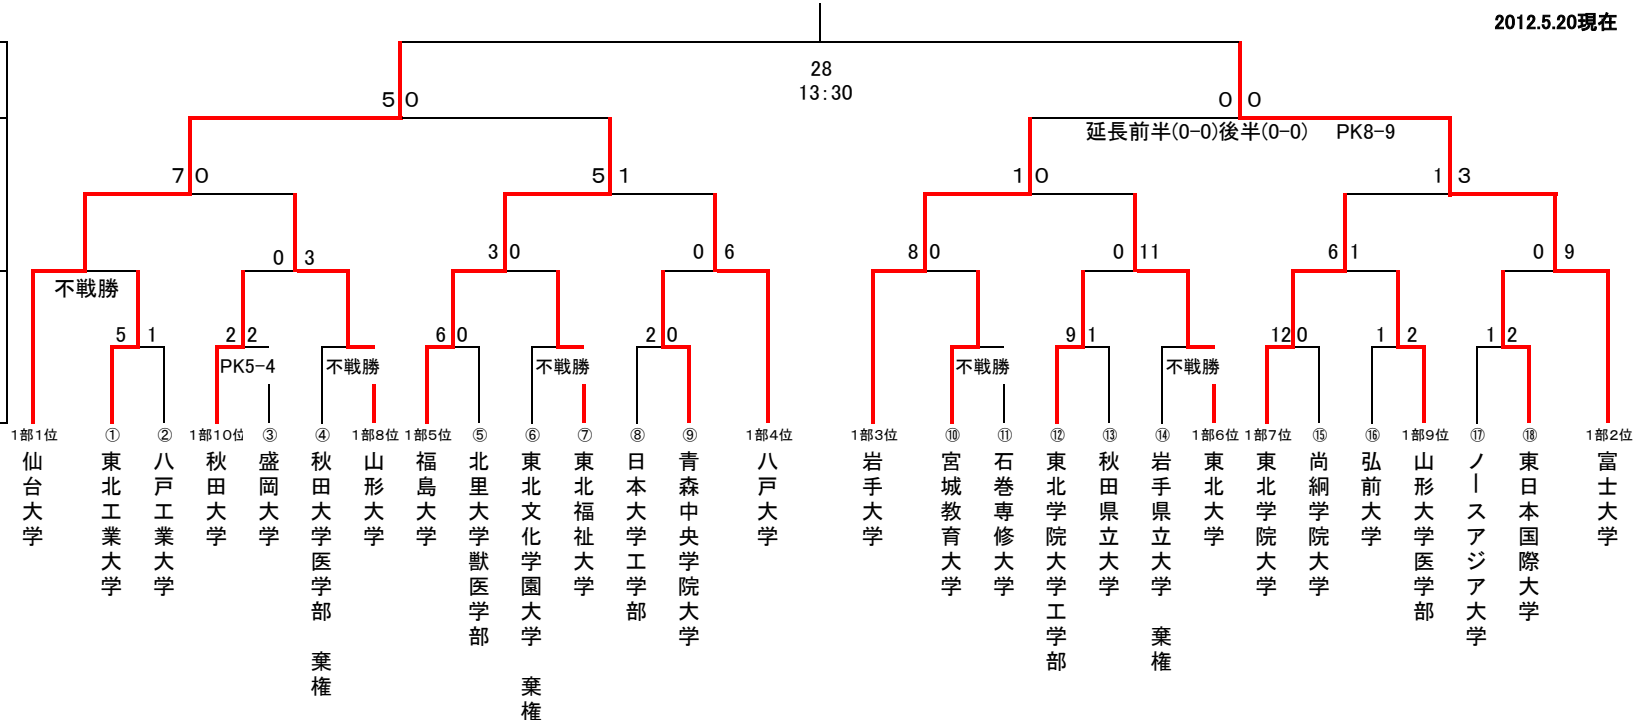 2012.5.20現在
28
13:30
5 0
0 0
延長前半(0-0)後半(0-0) PK8-9
7 0
5 1
1 0
1 3
0 3
3 0
0 6
8 0
0 11
6 1
0 9
不戦勝
5 1
2 2
6 0
2 0
9 1
12 0
1 2
1 2
PK5-4
不戦勝
不戦勝
不戦勝
不戦勝
1部1位
①
②
1部10位
③
④
1部8位
1部5位
⑤
⑥
⑦
⑧
⑨
1部4位
1部3位
⑩
⑪
⑫
⑬
⑭
1部6位
1部7位
⑮
⑯
1部9位
⑰
⑱
1部2位
仙台大学
東北工業大学
八戸工業大学
秋田大学
盛岡大学
秋田大学医学部 棄権
山形大学
福島大学
北里大学獣医学部
東北文化学園大学 棄権
東北福祉大学
日本大学工学部
青森中央学院大学
八戸大学
岩手大学
宮城教育大学
石巻専修大学
東北学院大学工学部
秋田県立大学
岩手県立大学 棄権
東北大学
東北学院大学
尚絅学院大学
弘前大学
山形大学医学部
ノースアジア大学
東日本国際大学
富士大学